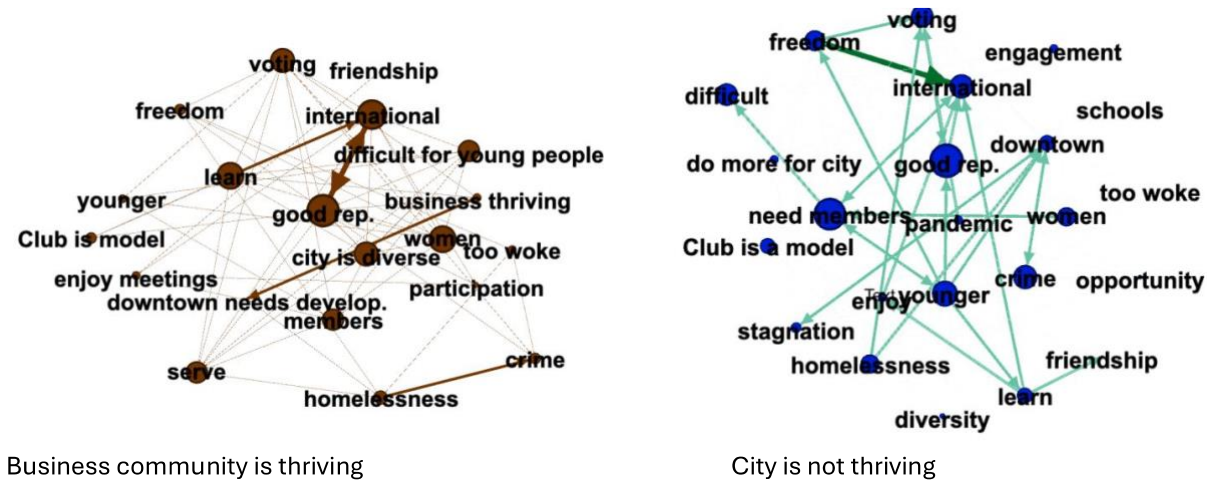 voting
friendship
freedom
international
difficult for young people
learn
younger
business thriving
good rep.
Club is model
women
city is diverse
too woke
enjoy meetings
participation
downtown needs develop.
members
crime
serve
homelessness
Business community is thriving
voting
freedom
engagement
international
difficult
schools
downtown
do more for city
good rep.
too woke
need members
women
pandemic
Club is a model
crime
opportunity
younger
enjoy
stagnation
friendship
homelessness
learn
diversity
City is not thriving